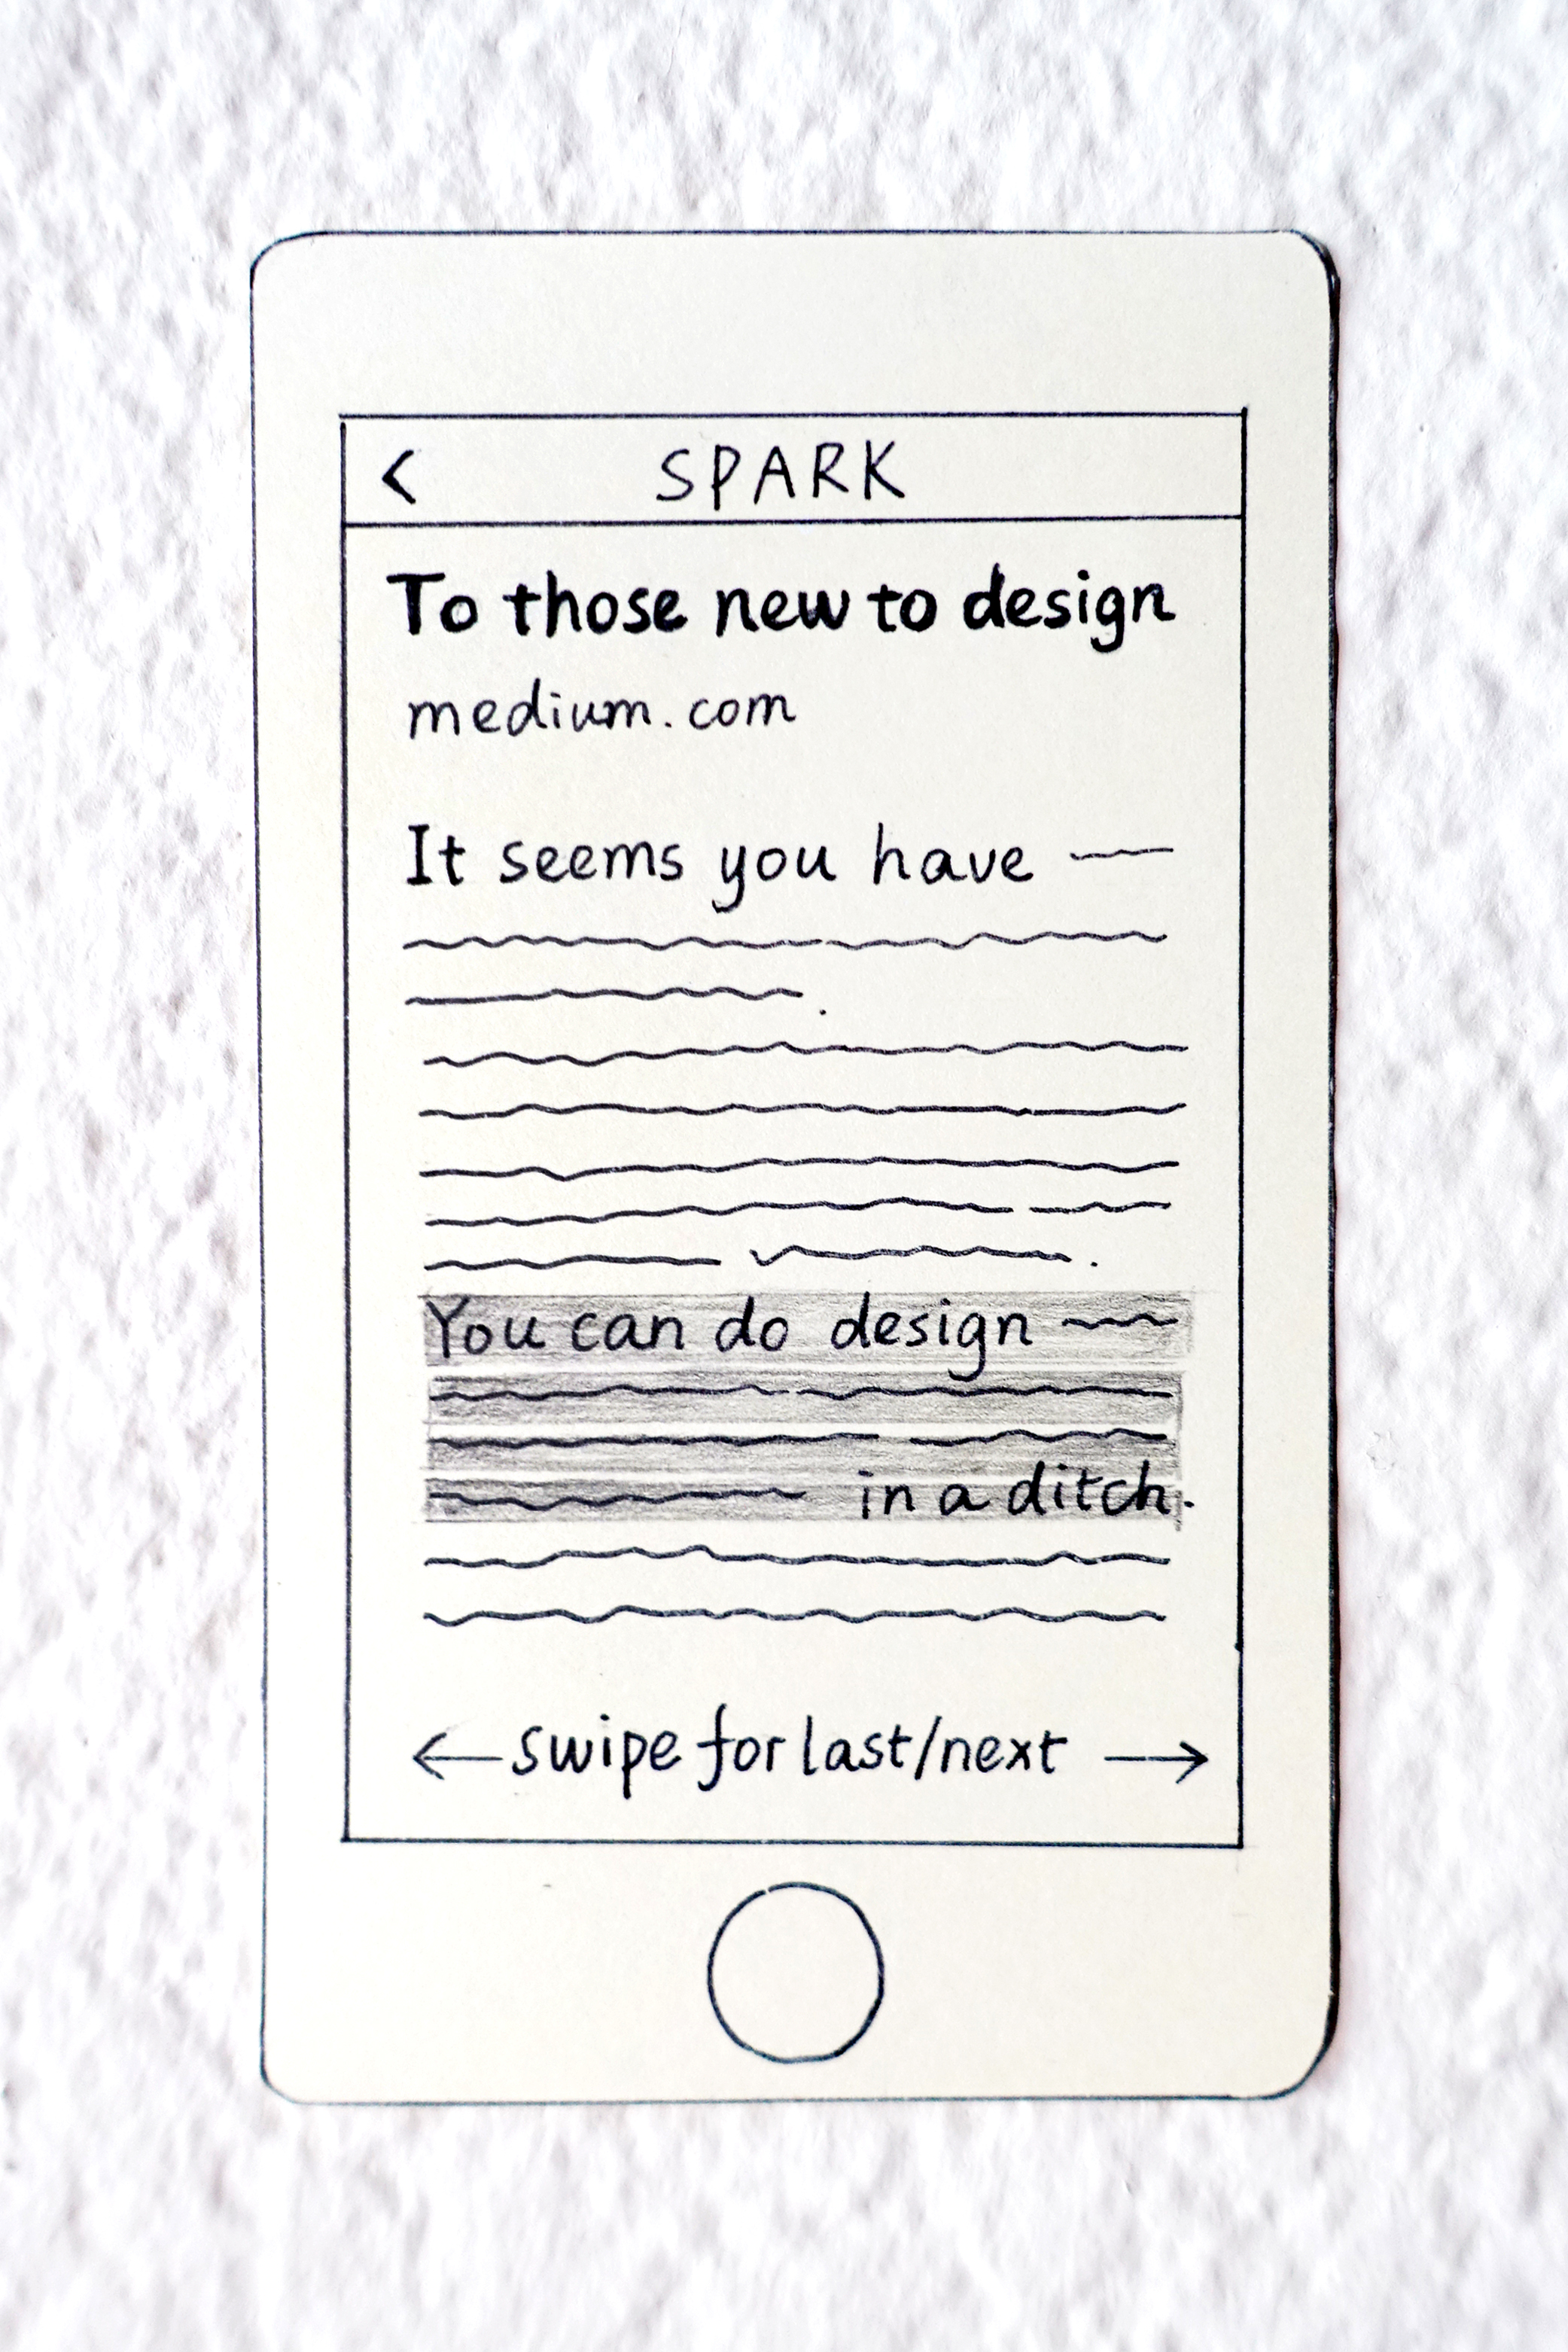 < SPARK
To those new to design
medium.com
It seems you have
You can do design
in a ditch.
← swipe for last/next →